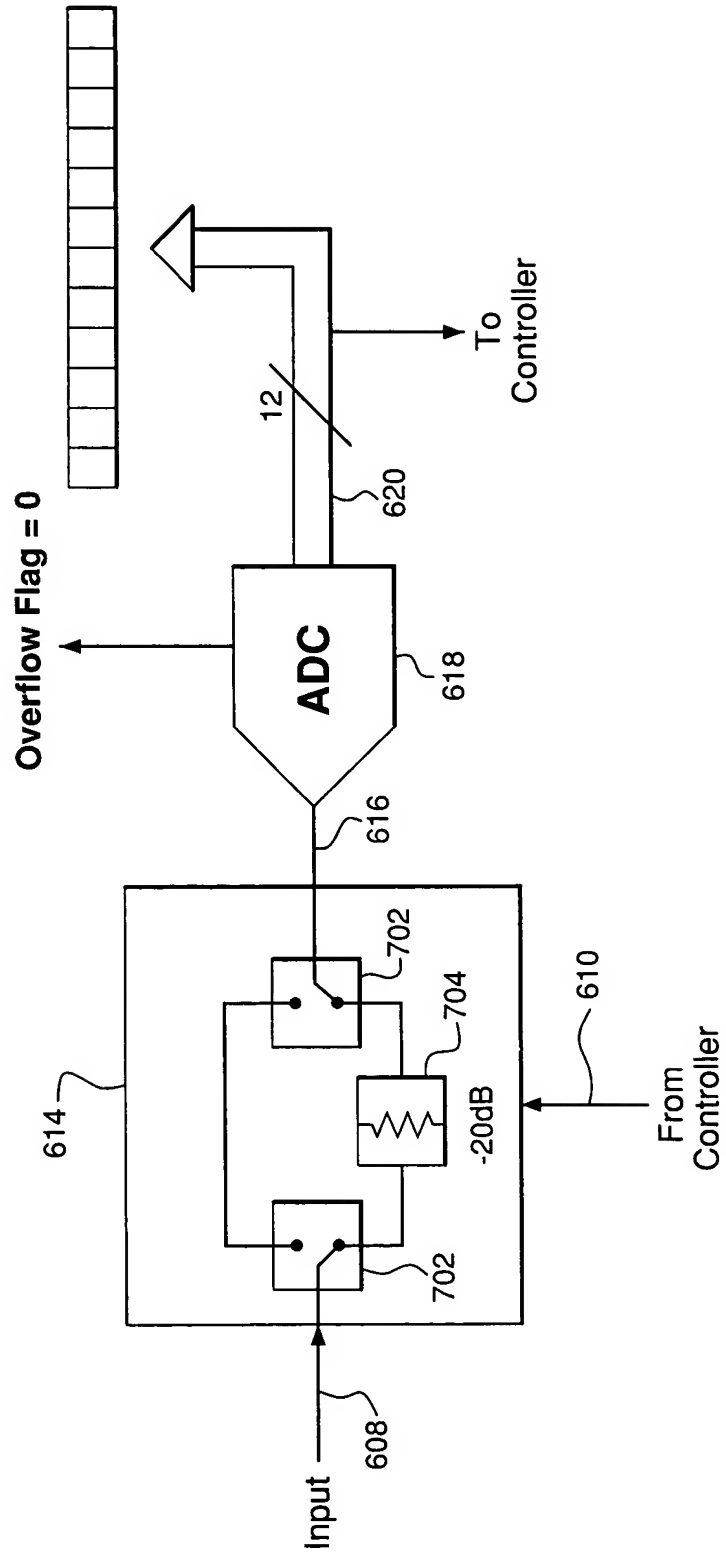 Overflow Flag = 0
12
620
To
Controller
ADC
618
616
614
702
704
-20dB
702
610
From
Controller
Input
608